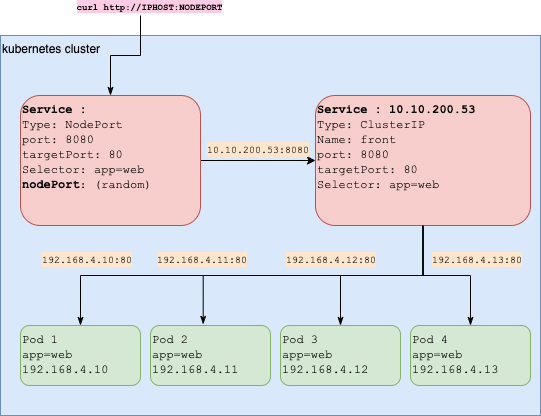 curl http://IPHOST:NODEPORT
kubernetes cluster
Service :
Type: NodePort
port: 8080
targetPort: 80
Selector: app=web
nodePort: (random)
10.10.200.53:8080
Service : 10.10.200.53
Type: ClusterIP
Name: front
port: 8080
targetPort: 80
Selector: app=web
192.168.4.10:80
192.168.4.11:80
192.168.4.12:80
192.168.4.13:80
Pod 1
app=web
192.168.4.10
Pod 2
app=web
192.168.4.11
Pod 3
app=web
192.168.4.12
Pod 4
app=web
192.168.4.13